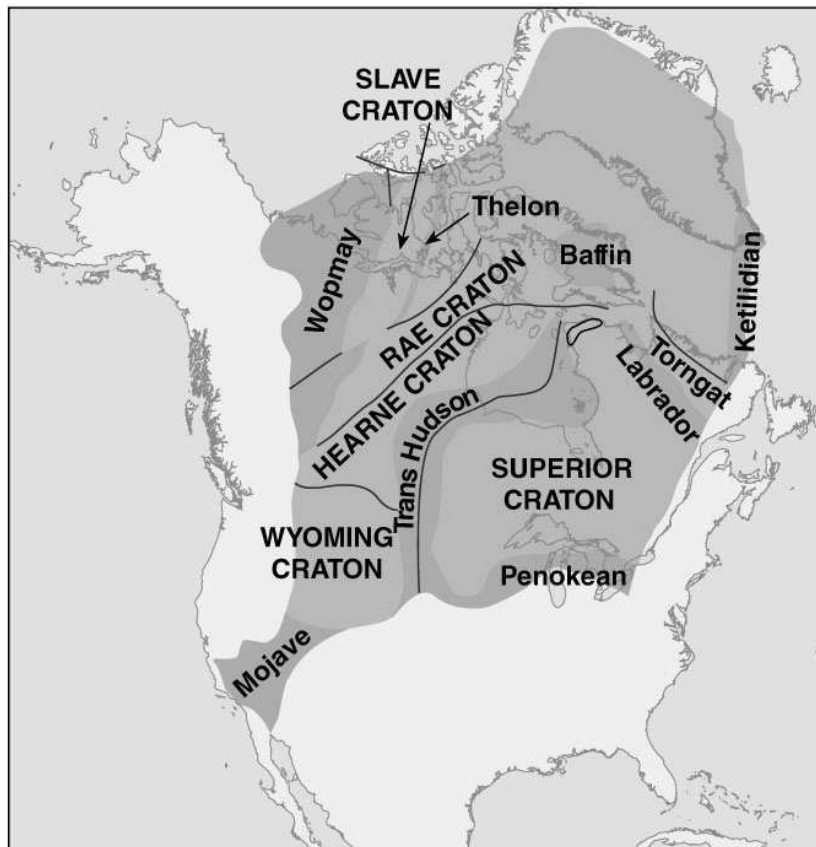 SLAVE
CRATON
Thelon
Wopmay
Baffin
Ketilidian
RAE CRATON
HEARNE CRATON
Torngat
Labrador
Trans Hudson
SUPERIOR
CRATON
WYOMING
CRATON
Penokean
Mojave